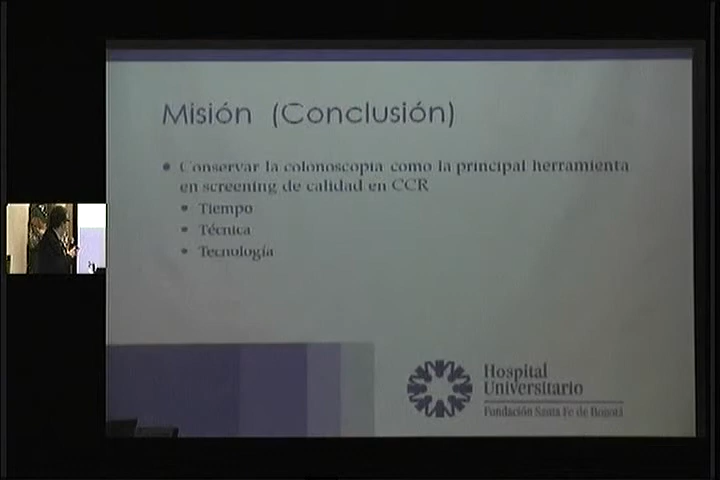 Misión (Conclusión)
Conservar la colonoscopia como la principal herramienta
en screening de calidad en CCR
Tiempo
Técnica
Tecnología
Hospital
Universitario
Fundación Santa Fe de Bogotá